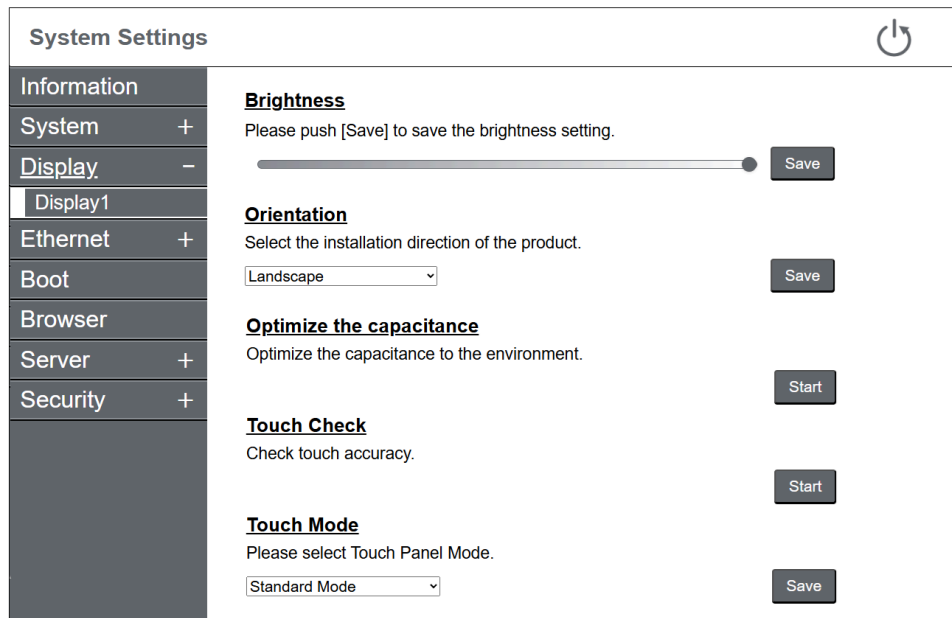 System Settings
Information
System +
Display -
Display1
Ethernet +
Boot
Browser
Server +
Security +
Brightness
Please push [Save] to save the brightness setting.
Save
Orientation
Select the installation direction of the product.
Landscape
Save
Optimize the capacitance
Optimize the capacitance to the environment.
Start
Touch Check
Check touch accuracy.
Start
Touch Mode
Please select Touch Panel Mode.
Standard Mode
Save